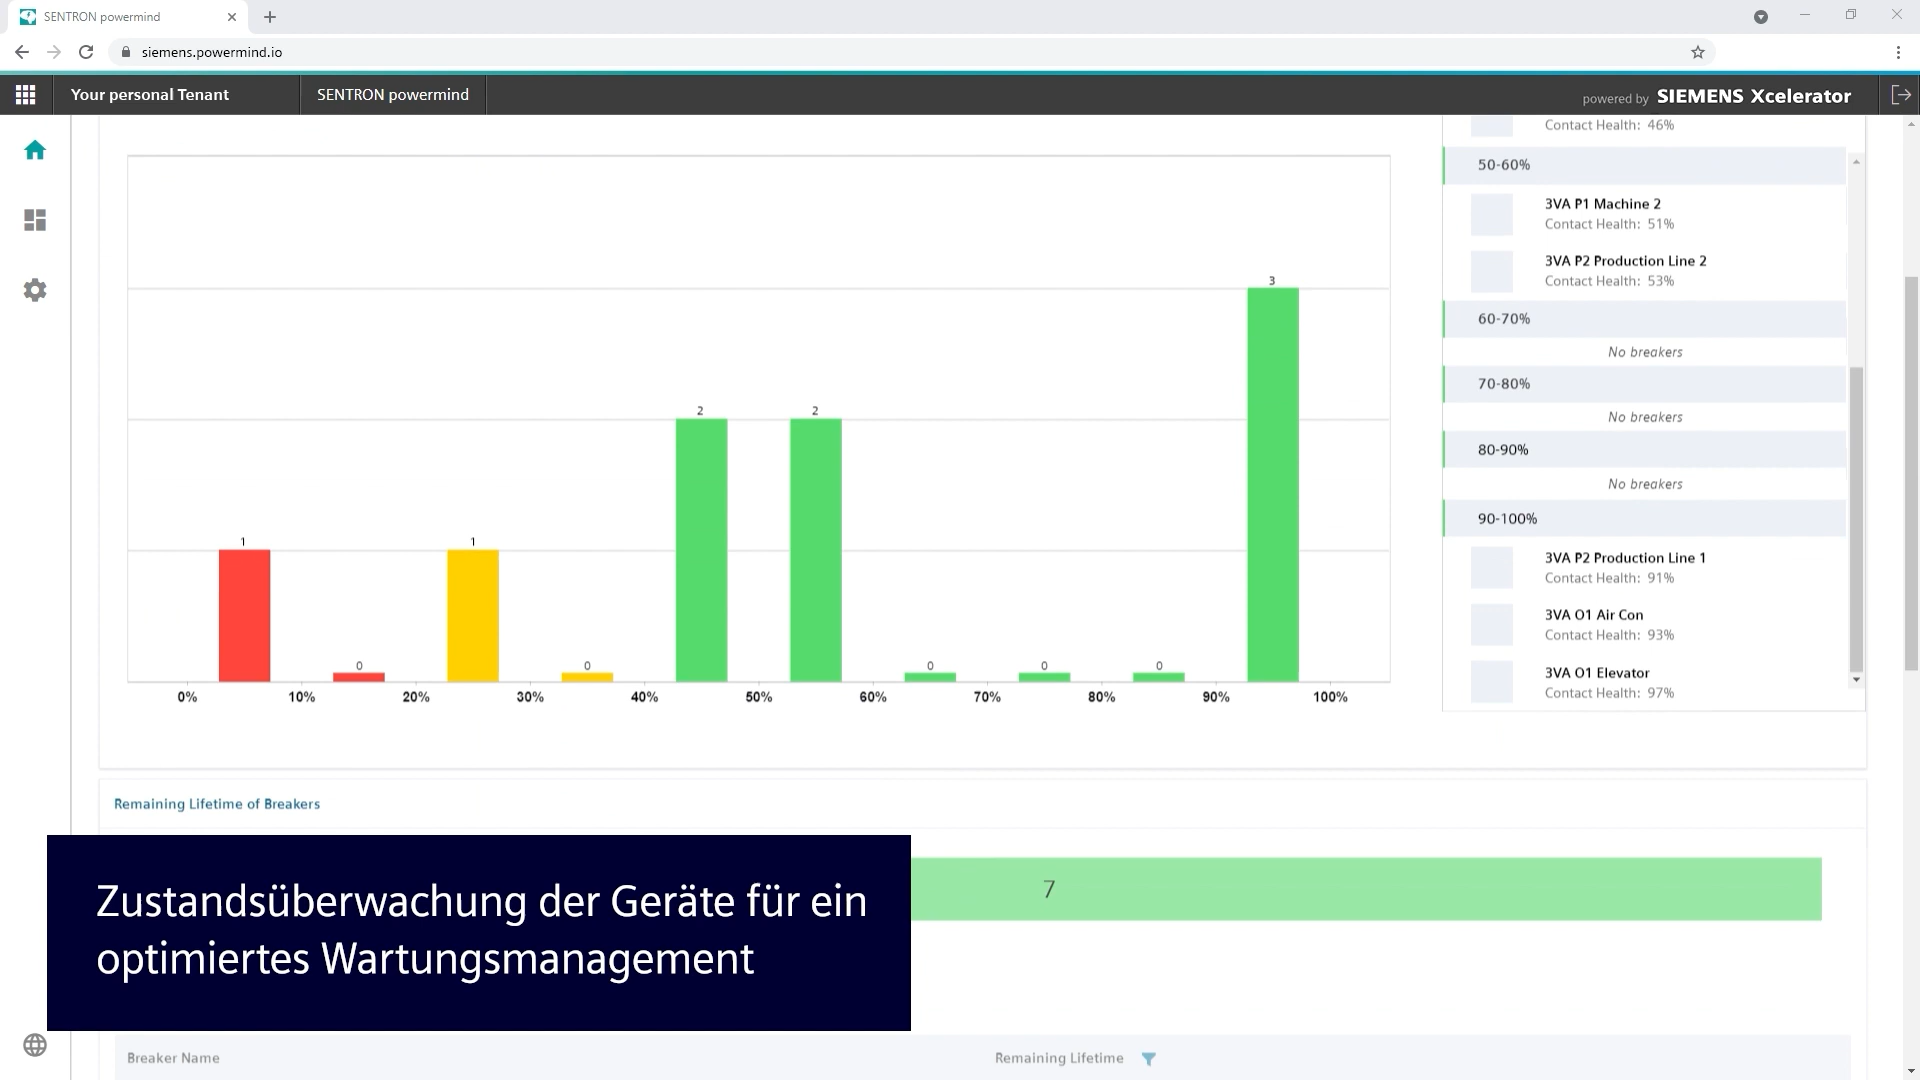 SENTRON powermind
siemens.powermind.io
Your personal Tenant
SENTRON powermind
powered by SIEMENS Xcelerator
Contact Health: 46%
50-60%
3VA P1 Machine 2
Contact Health: 51%
3VA P2 Production Line 2
Contact Health: 53%
60-70%
No breakers
70-80%
No breakers
80-90%
No breakers
90-100%
3VA P2 Production Line 1
Contact Health: 91%
3VA O1 Air Con
Contact Health: 93%
3VA O1 Elevator
Contact Health: 97%
1 0 1 0 2 2 0 0 0 3
0% 10% 20% 30% 40% 50% 60% 70% 80% 90% 100%
Remaining Lifetime of Breakers
7
Zustandsüberwachung der Geräte für ein
optimiertes Wartungsmanagement
Breaker Name Remaining Lifetime